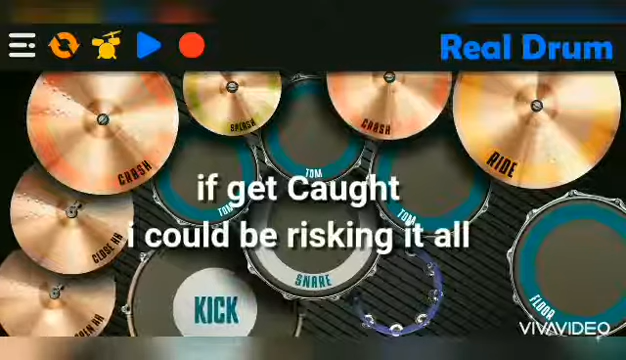 Real Drum
SPLASH
CRASH
CRASH
RIDE
TOM
TOM
TOM
if get Caught
i could be risking it all
CLOSE HH
SNARE
KICK
OPEN HH
FLOOR
VIVAVIDEO